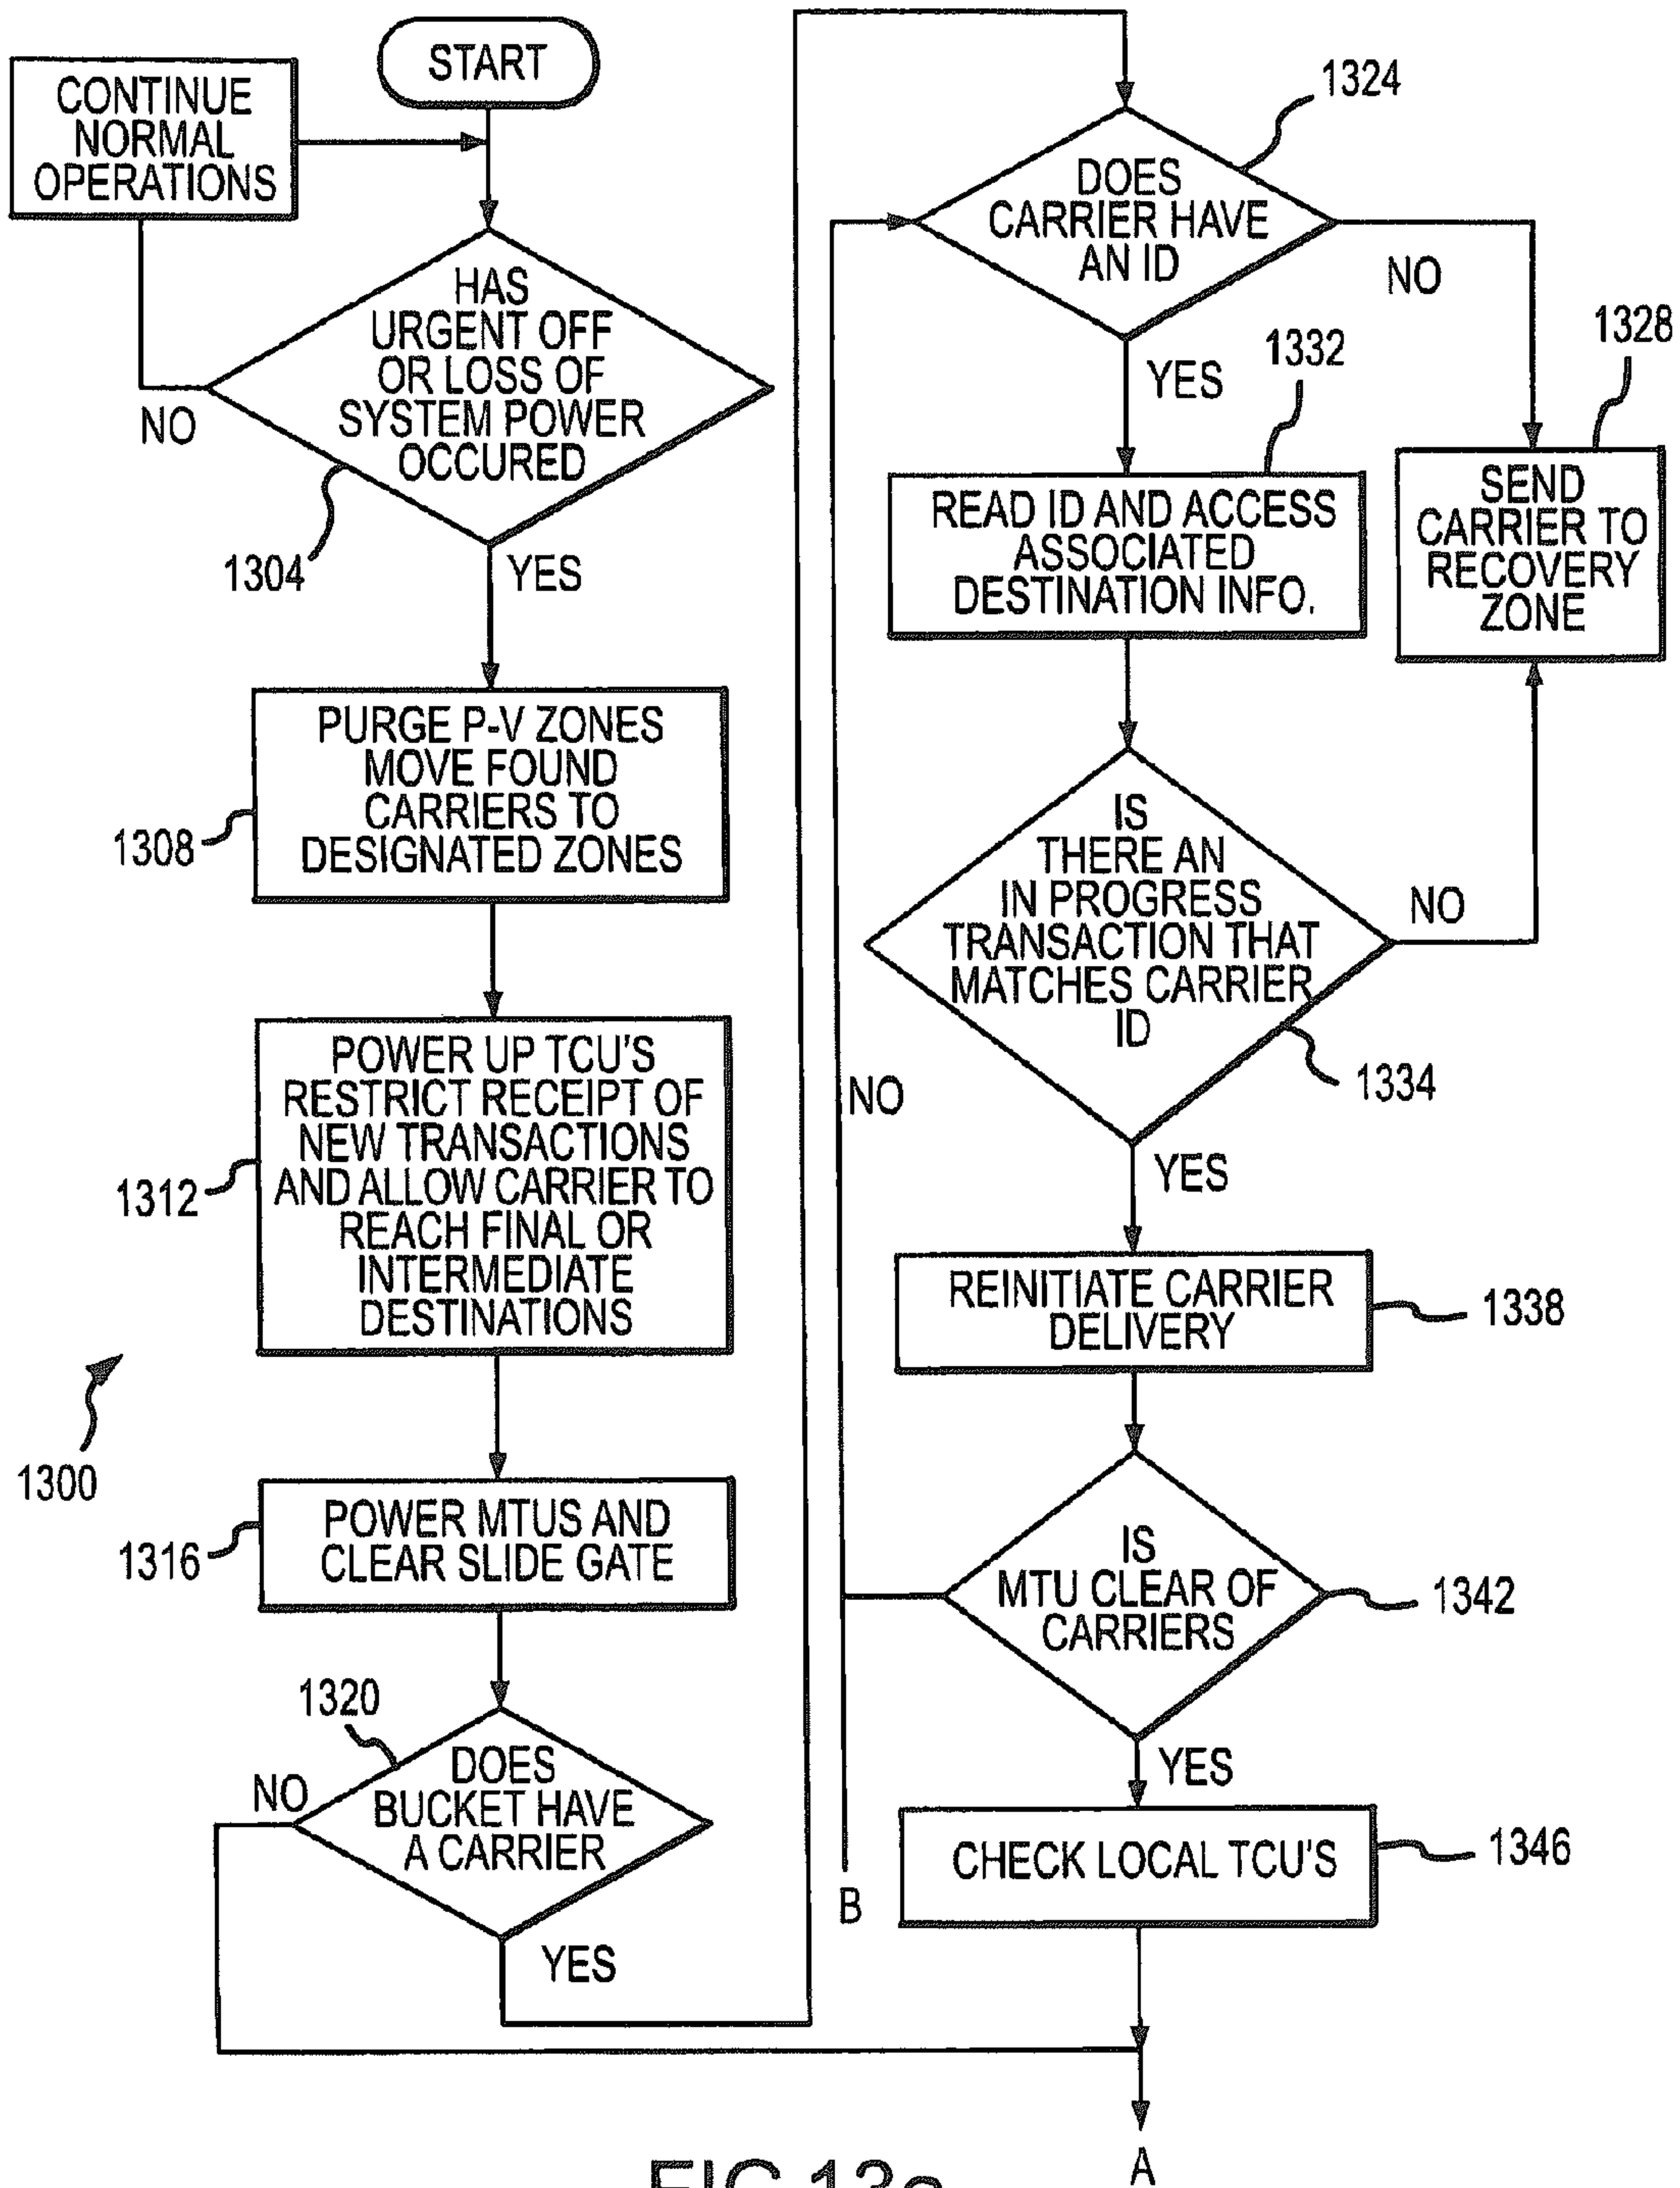 START
CONTINUE
NORMAL
OPERATIONS
HAS
URGENT OFF
OR LOSS OF
SYSTEM POWER
OCCURED
NO
1304
YES
PURGE P-V ZONES
MOVE FOUND
CARRIERS TO
DESIGNATED ZONES
1308
POWER UP TCU'S
RESTRICT RECEIPT OF
NEW TRANSACTIONS
AND ALLOW CARRIER TO
REACH FINAL OR
INTERMEDIATE
DESTINATIONS
1312
1300
POWER MTUS AND
CLEAR SLIDE GATE
1316
1320
DOES
BUCKET HAVE
A CARRIER
NO
YES
1324
DOES
CARRIER HAVE
AN ID
NO
YES
1332
1328
READ ID AND ACCESS
ASSOCIATED
DESTINATION INFO.
SEND
CARRIER TO
RECOVERY
ZONE
IS
THERE AN
IN PROGRESS
TRANSACTION THAT
MATCHES CARRIER
ID
NO
1334
NO
YES
REINITIATE CARRIER
DELIVERY
1338
IS
MTU CLEAR OF
CARRIERS
1342
YES
CHECK LOCAL TCU'S
1346
B
A
FIG.13a